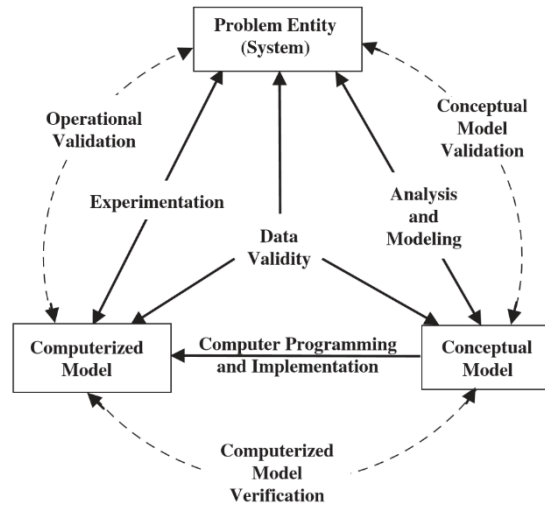 Problem Entity
(System)
Operational
Validation
Conceptual
Model
Validation
Experimentation
Analysis
and
Modeling
Data
Validity
Computerized
Model
Computer Programming
and Implementation
Conceptual
Model
Computerized
Model
Verification